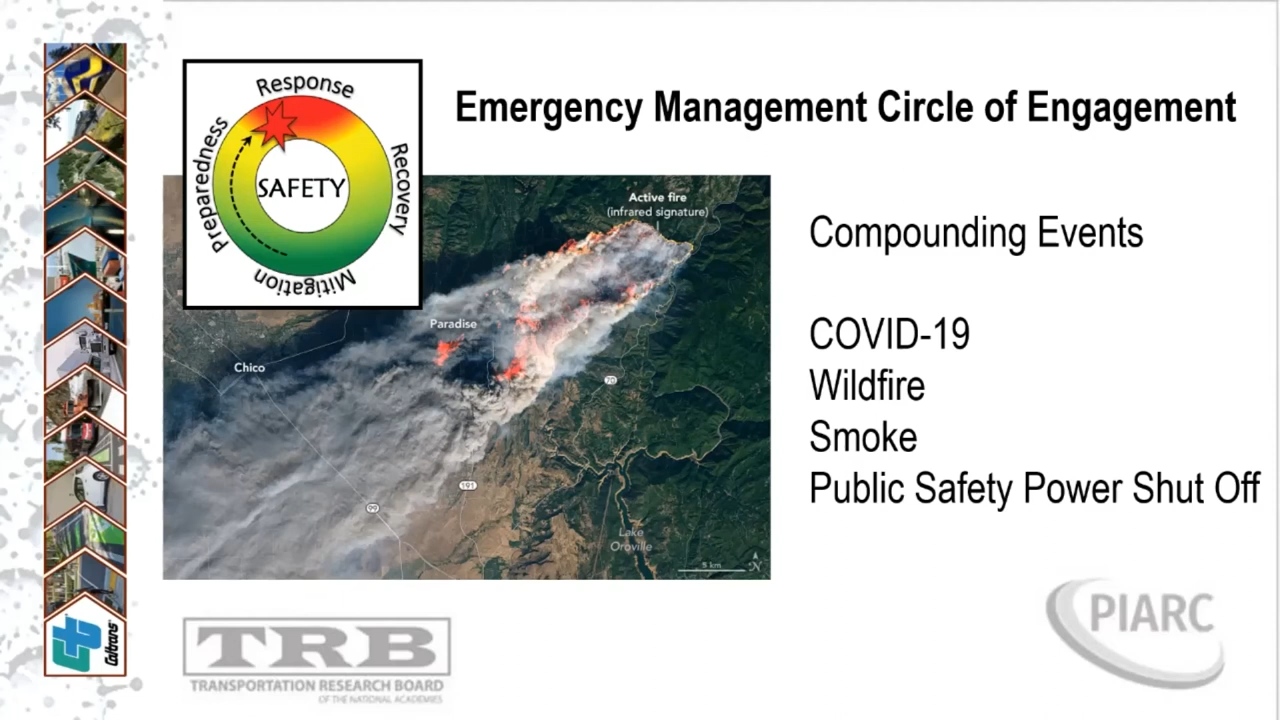 Emergency Management Circle of Engagement
Response
Preparedness
Recovery
SAFETY
Mitigation
Active fire
(infrared signature)
Paradise
Chico
70
191
99
Lake
Oroville
5 km
N
Compounding Events
COVID-19
Wildfire
Smoke
Public Safety Power Shut Off
Caltrans
TRB
TRANSPORTATION RESEARCH BOARD
OF THE NATIONAL ACADEMIES
PIARC